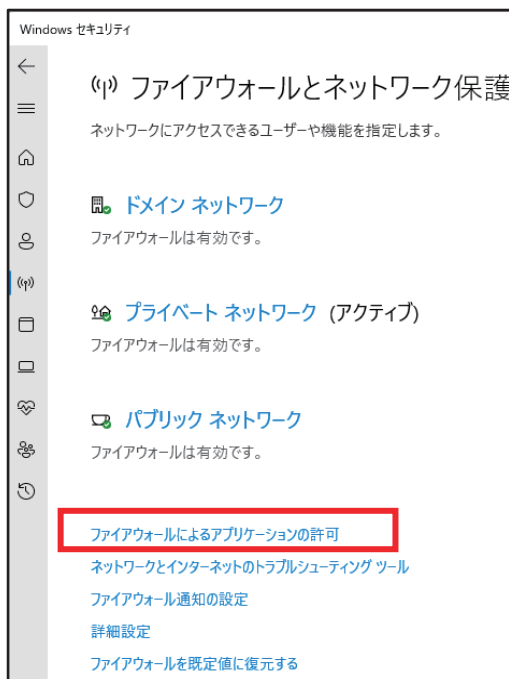 Windows セキュリティ
ファイアウォールとネットワーク保護
ネットワークにアクセスできるユーザーや機能を指定します。
ドメイン ネットワーク
ファイアウォールは有効です。
プライベート ネットワーク (アクティブ)
ファイアウォールは有効です。
パブリック ネットワーク
ファイアウォールは有効です。
ファイアウォールによるアプリケーションの許可
ネットワークとインターネットのトラブルシューティング ツール
ファイアウォール通知の設定
詳細設定
ファイアウォールを既定値に復元する